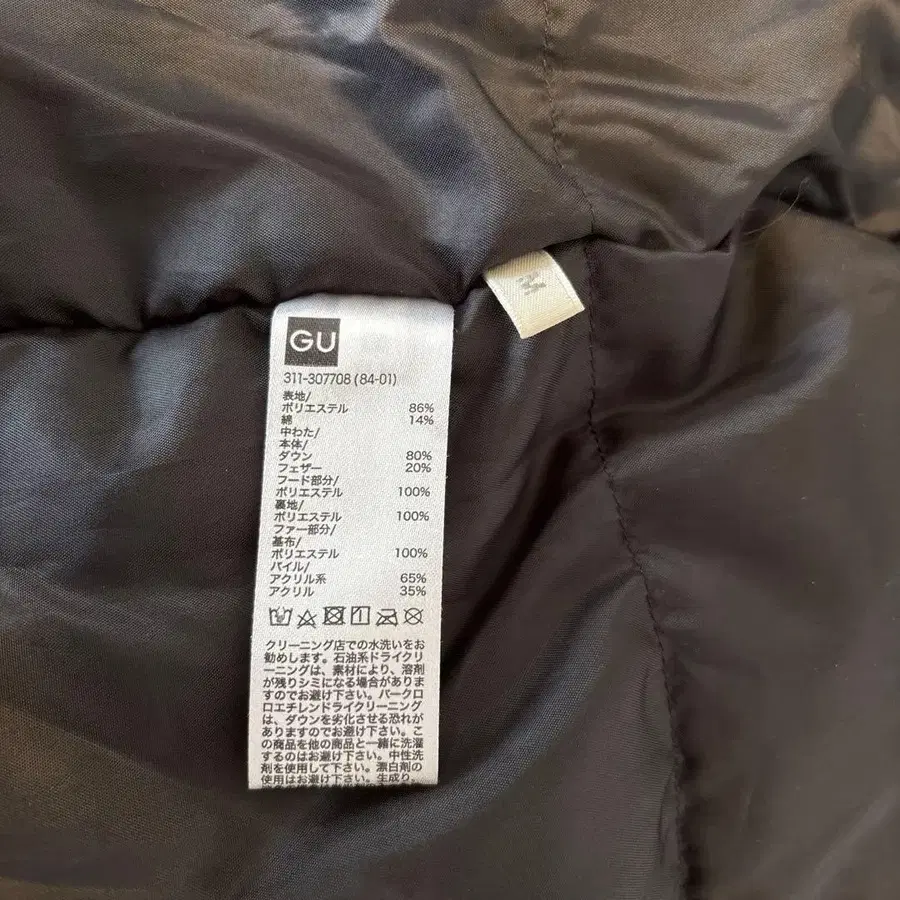 GU
311-307708 (84-01)
表地/
ポリエステル 86%
綿 14%
中わた/
本体/
ダウン 80%
フェザー 20%
フード部分/
ポリエステル 100%
裏地/
ポリエステル 100%
ファー部分/
基布/
ポリエステル 100%
パイル/
アクリル系 65%
アクリル 35%
クリーニング店での水洗いをお
勧めします。石油系ドライクリ
ーニングは、素材により、溶剤
が残りシミになる場合がありま
すのでお避け下さい。パークロ
ロエチレンドライクリーニング
は、ダウンを劣化させる恐れが
ありますのでお避け下さい。こ
の商品を他の商品と一緒に洗濯
するのはお避け下さい。中性洗
剤を使用して下さい。漂白剤の
使用はお避け下さい。生成り、
M